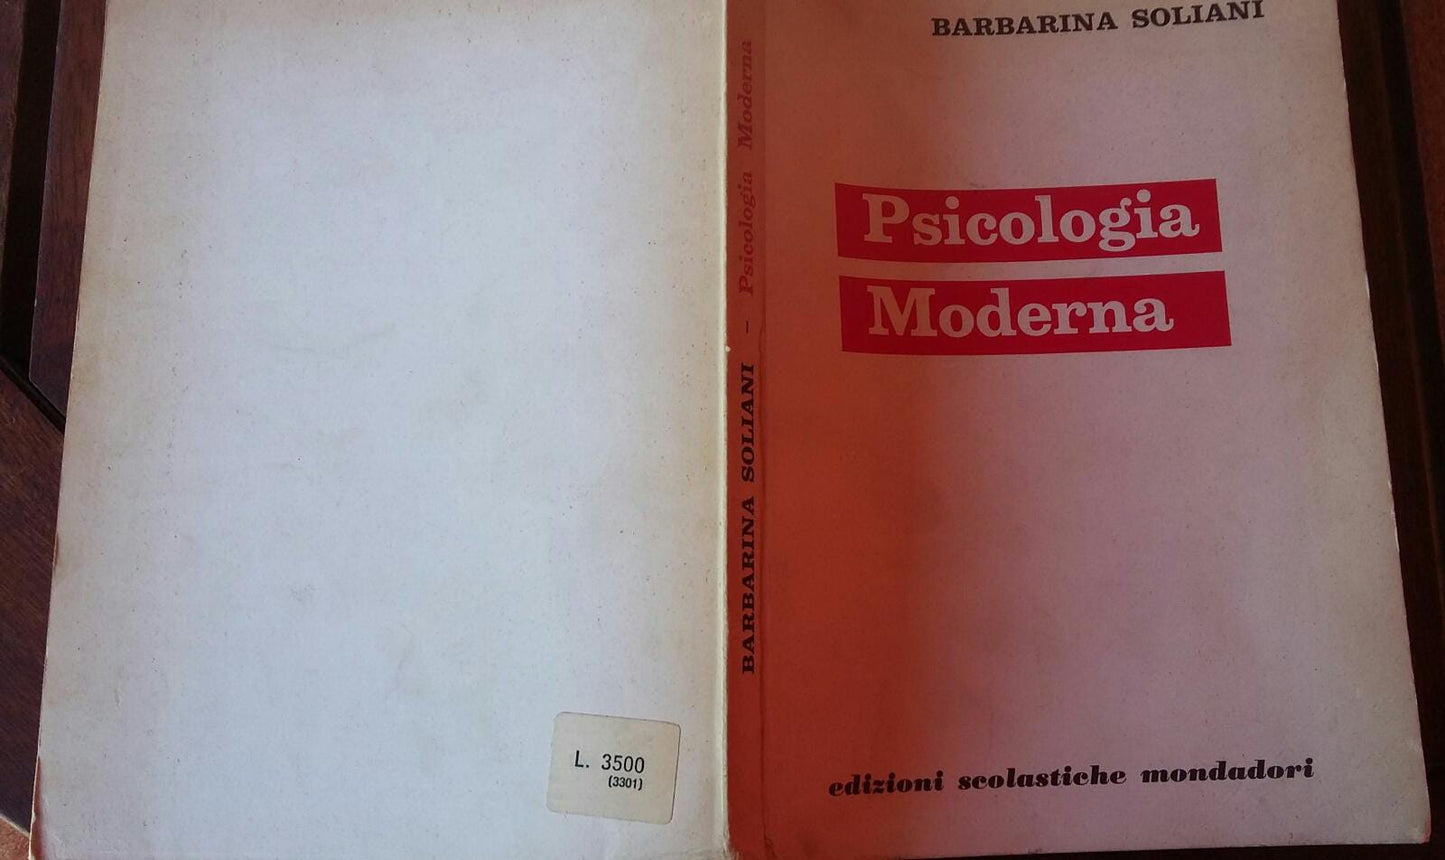 L. 3500
(3301)
BARBARINA SOLIANI – Psicologia Moderna
BARBARINA SOLIANI
Psicologia
Moderna
edizioni scolastiche mondadori